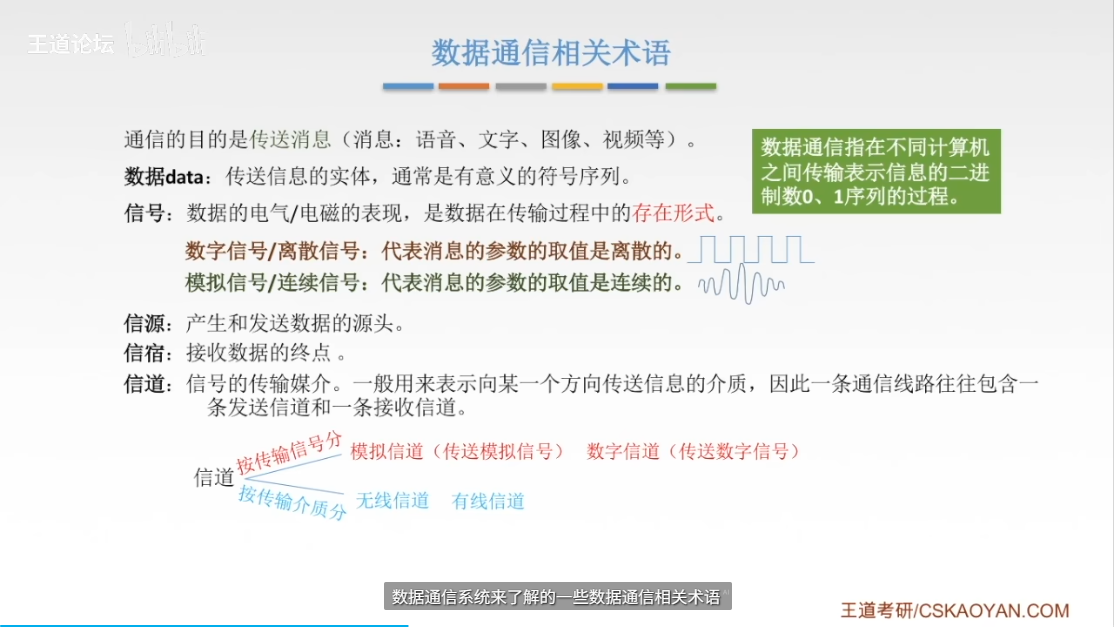 王道论坛
数据通信相关术语
通信的目的是传送消息（消息：语音、文字、图像、视频等）。
数据通信指在不同计算机
之间传输表示信息的二进
制数0、1序列的过程。
数据data：传送信息的实体，通常是有意义的符号序列。
信号：数据的电气/电磁的表现，是数据在传输过程中的存在形式。
数字信号/离散信号：代表消息的参数的取值是离散的。
模拟信号/连续信号：代表消息的参数的取值是连续的。
信源：产生和发送数据的源头。
信宿：接收数据的终点 。
信道：信号的传输媒介。一般用来表示向某一个方向传送信息的介质，因此一条通信线路往往包含一
条发送信道和一条接收信道。
按传输信号分 模拟信道（传送模拟信号） 数字信道（传送数字信号）
信道
按传输介质分 无线信道 有线信道
数据通信系统来了解的一些数据通信相关术语
王道考研/CSKAOYAN.COM